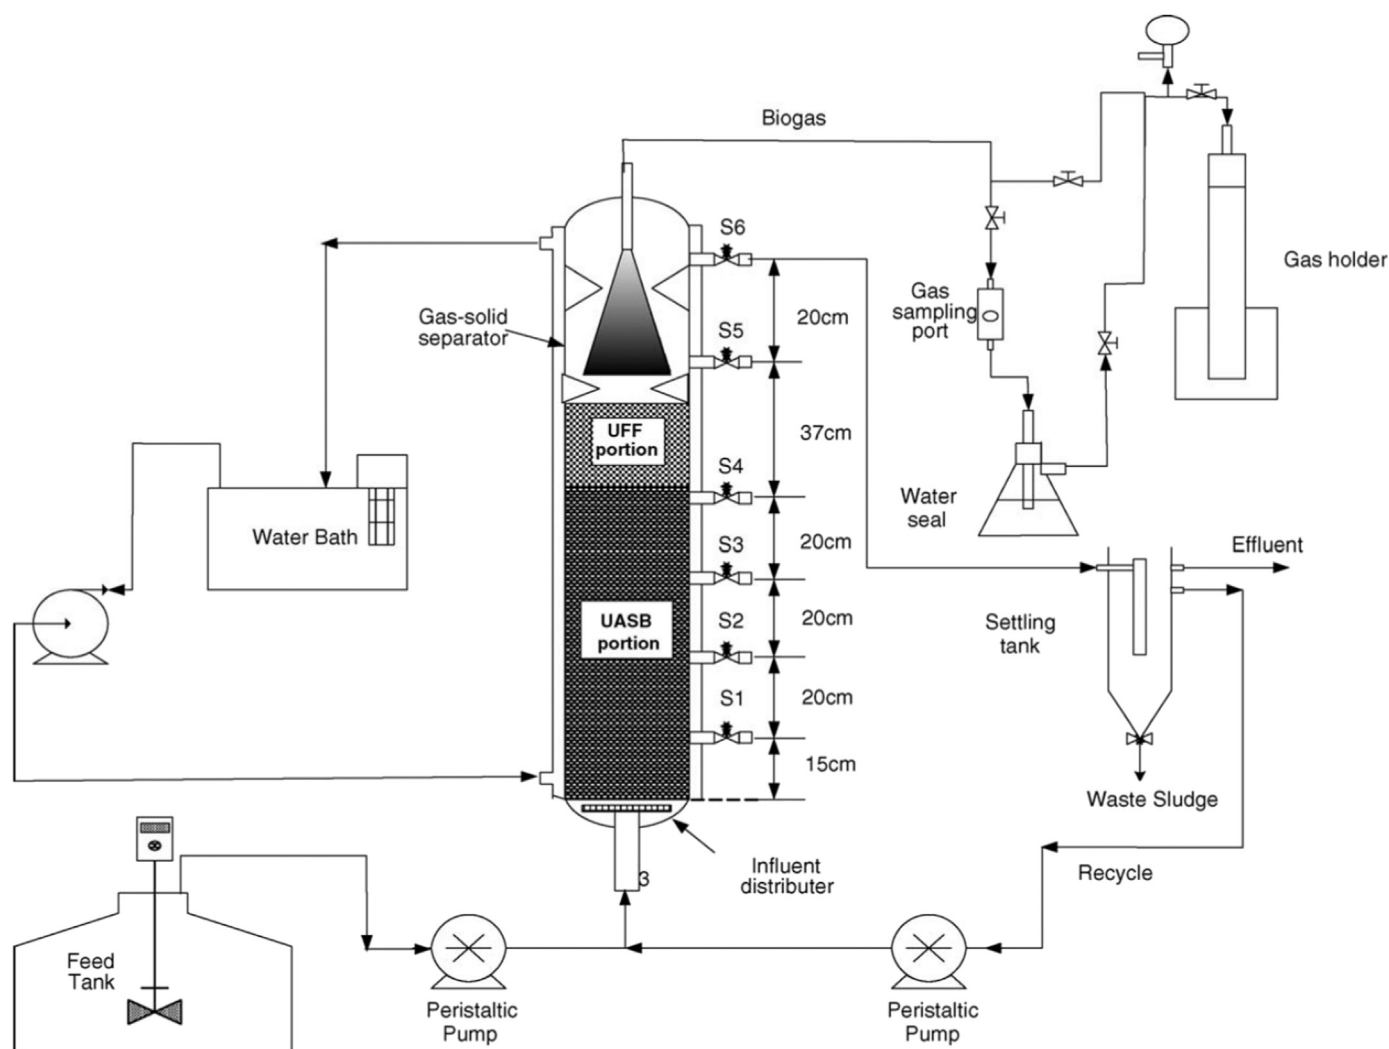 Biogas
S6
Gas holder
Gas
sampling
port
20cm
Gas-solid
separator
S5
UFF
portion
37cm
S4
Water
seal
Water Bath
S3
20cm
Effluent
UASB
portion
S2
20cm
Settling
tank
S1
20cm
15cm
Waste Sludge
Influent
distributer
3
Recycle
Feed
Tank
Peristaltic
Pump
Peristaltic
Pump